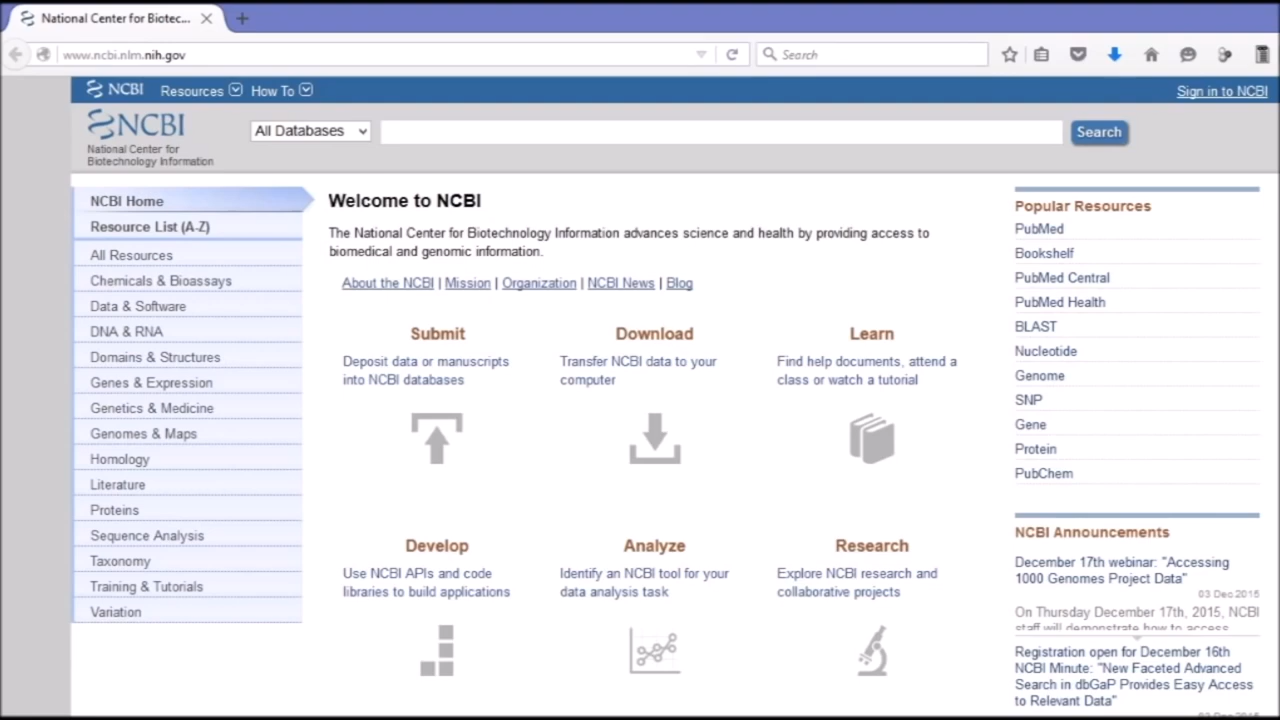 National Center for Biotec...
www.ncbi.nlm.nih.gov
Search
NCBI Resources How To Sign in to NCBI
NCBI
National Center for
Biotechnology Information
All Databases
Search
NCBI Home
Resource List (A-Z)
All Resources
Chemicals & Bioassays
Data & Software
DNA & RNA
Domains & Structures
Genes & Expression
Genetics & Medicine
Genomes & Maps
Homology
Literature
Proteins
Sequence Analysis
Taxonomy
Training & Tutorials
Variation
Welcome to NCBI
The National Center for Biotechnology Information advances science and health by providing access to
biomedical and genomic information.
About the NCBI | Mission | Organization | NCBI News | Blog
Submit
Deposit data or manuscripts
into NCBI databases
Download
Transfer NCBI data to your
computer
Learn
Find help documents, attend a
class or watch a tutorial
Develop
Use NCBI APIs and code
libraries to build applications
Analyze
Identify an NCBI tool for your
data analysis task
Research
Explore NCBI research and
collaborative projects
Popular Resources
PubMed
Bookshelf
PubMed Central
PubMed Health
BLAST
Nucleotide
Genome
SNP
Gene
Protein
PubChem
NCBI Announcements
December 17th webinar: "Accessing
1000 Genomes Project Data"
03 Dec 2015
On Thursday December 17th, 2015, NCBI
staff will demonstrate how to access
Registration open for December 16th
NCBI Minute: "New Faceted Advanced
Search in dbGaP Provides Easy Access
to Relevant Data"